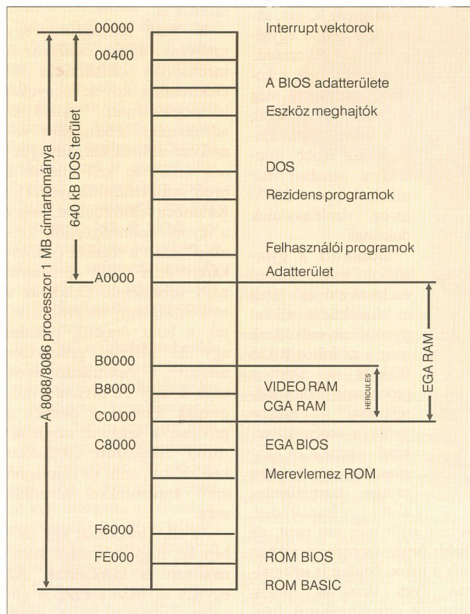 00000 Interrupt vektorok
00400
A BIOS adatterülete
Eszköz meghajtók
DOS
Rezidens programok
Felhasználói programok
Adatterület
A0000
B0000
VIDEO RAM
B8000
CGA RAM
C0000
C8000 EGA BIOS
Merevlemez ROM
F6000
FE000 ROM BIOS
ROM BASIC
A 8088/8086 processzor 1 MB címtartománya
640 kB DOS terület
HERCULES
EGA RAM